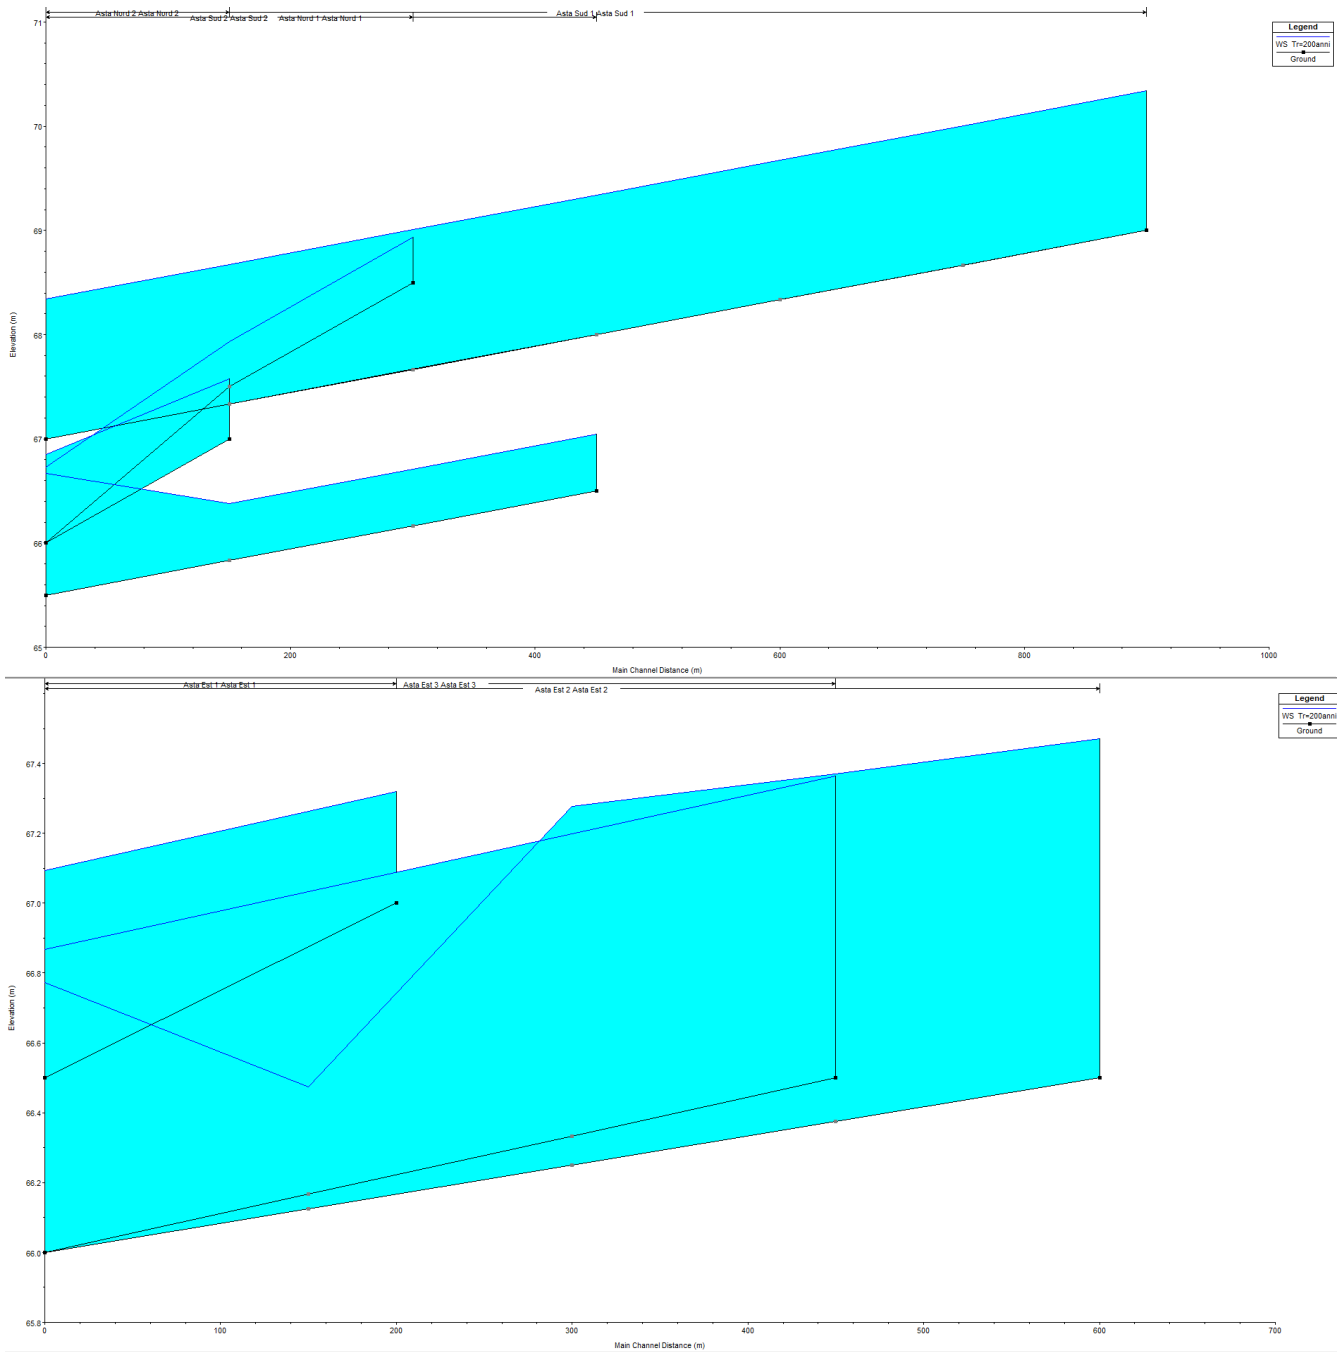 Asta Nord 2 Asta Nord 2
Asta Sud 1 Asta Sud 1
Asta Sud 2 Asta Sud 2
Asta Nord 1 Asta Nord 1
Legend
WS Tr=200anni
Ground
71
70
69
68
67
66
65
Elevation (m)
0
200
400
600
800
1000
Main Channel Distance (m)
Asta Est 1 Asta Est 1
Asta Est 3 Asta Est 3
Asta Est 2 Asta Est 2
Legend
WS Tr=200anni
Ground
67.4
67.2
67.0
66.8
66.6
66.4
66.2
66.0
65.8
Elevation (m)
0
100
200
300
400
500
600
700
Main Channel Distance (m)